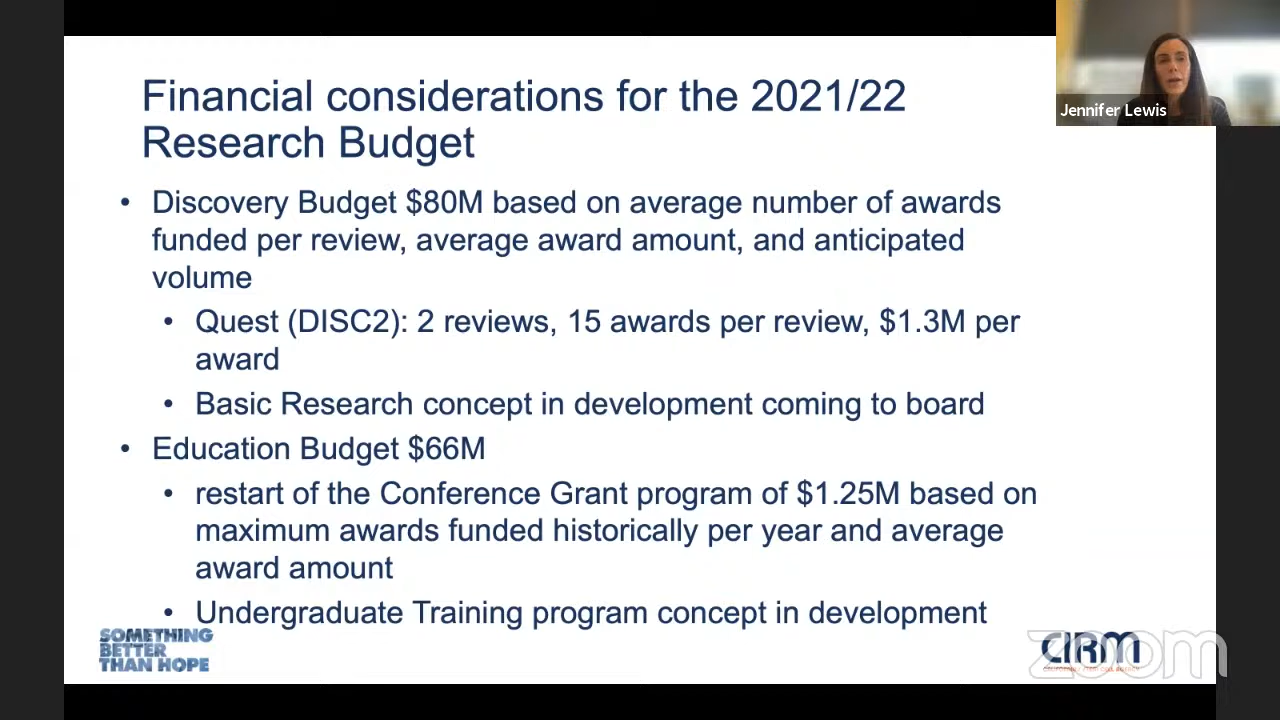 Financial considerations for the 2021/22
Research Budget
• Discovery Budget $80M based on average number of awards
funded per review, average award amount, and anticipated
volume
• Quest (DISC2): 2 reviews, 15 awards per review, $1.3M per
award
• Basic Research concept in development coming to board
• Education Budget $66M
• restart of the Conference Grant program of $1.25M based on
maximum awards funded historically per year and average
award amount
• Undergraduate Training program concept in development
SOMETHING
BETTER
THAN HOPE
CIRM
zoom
Jennifer Lewis